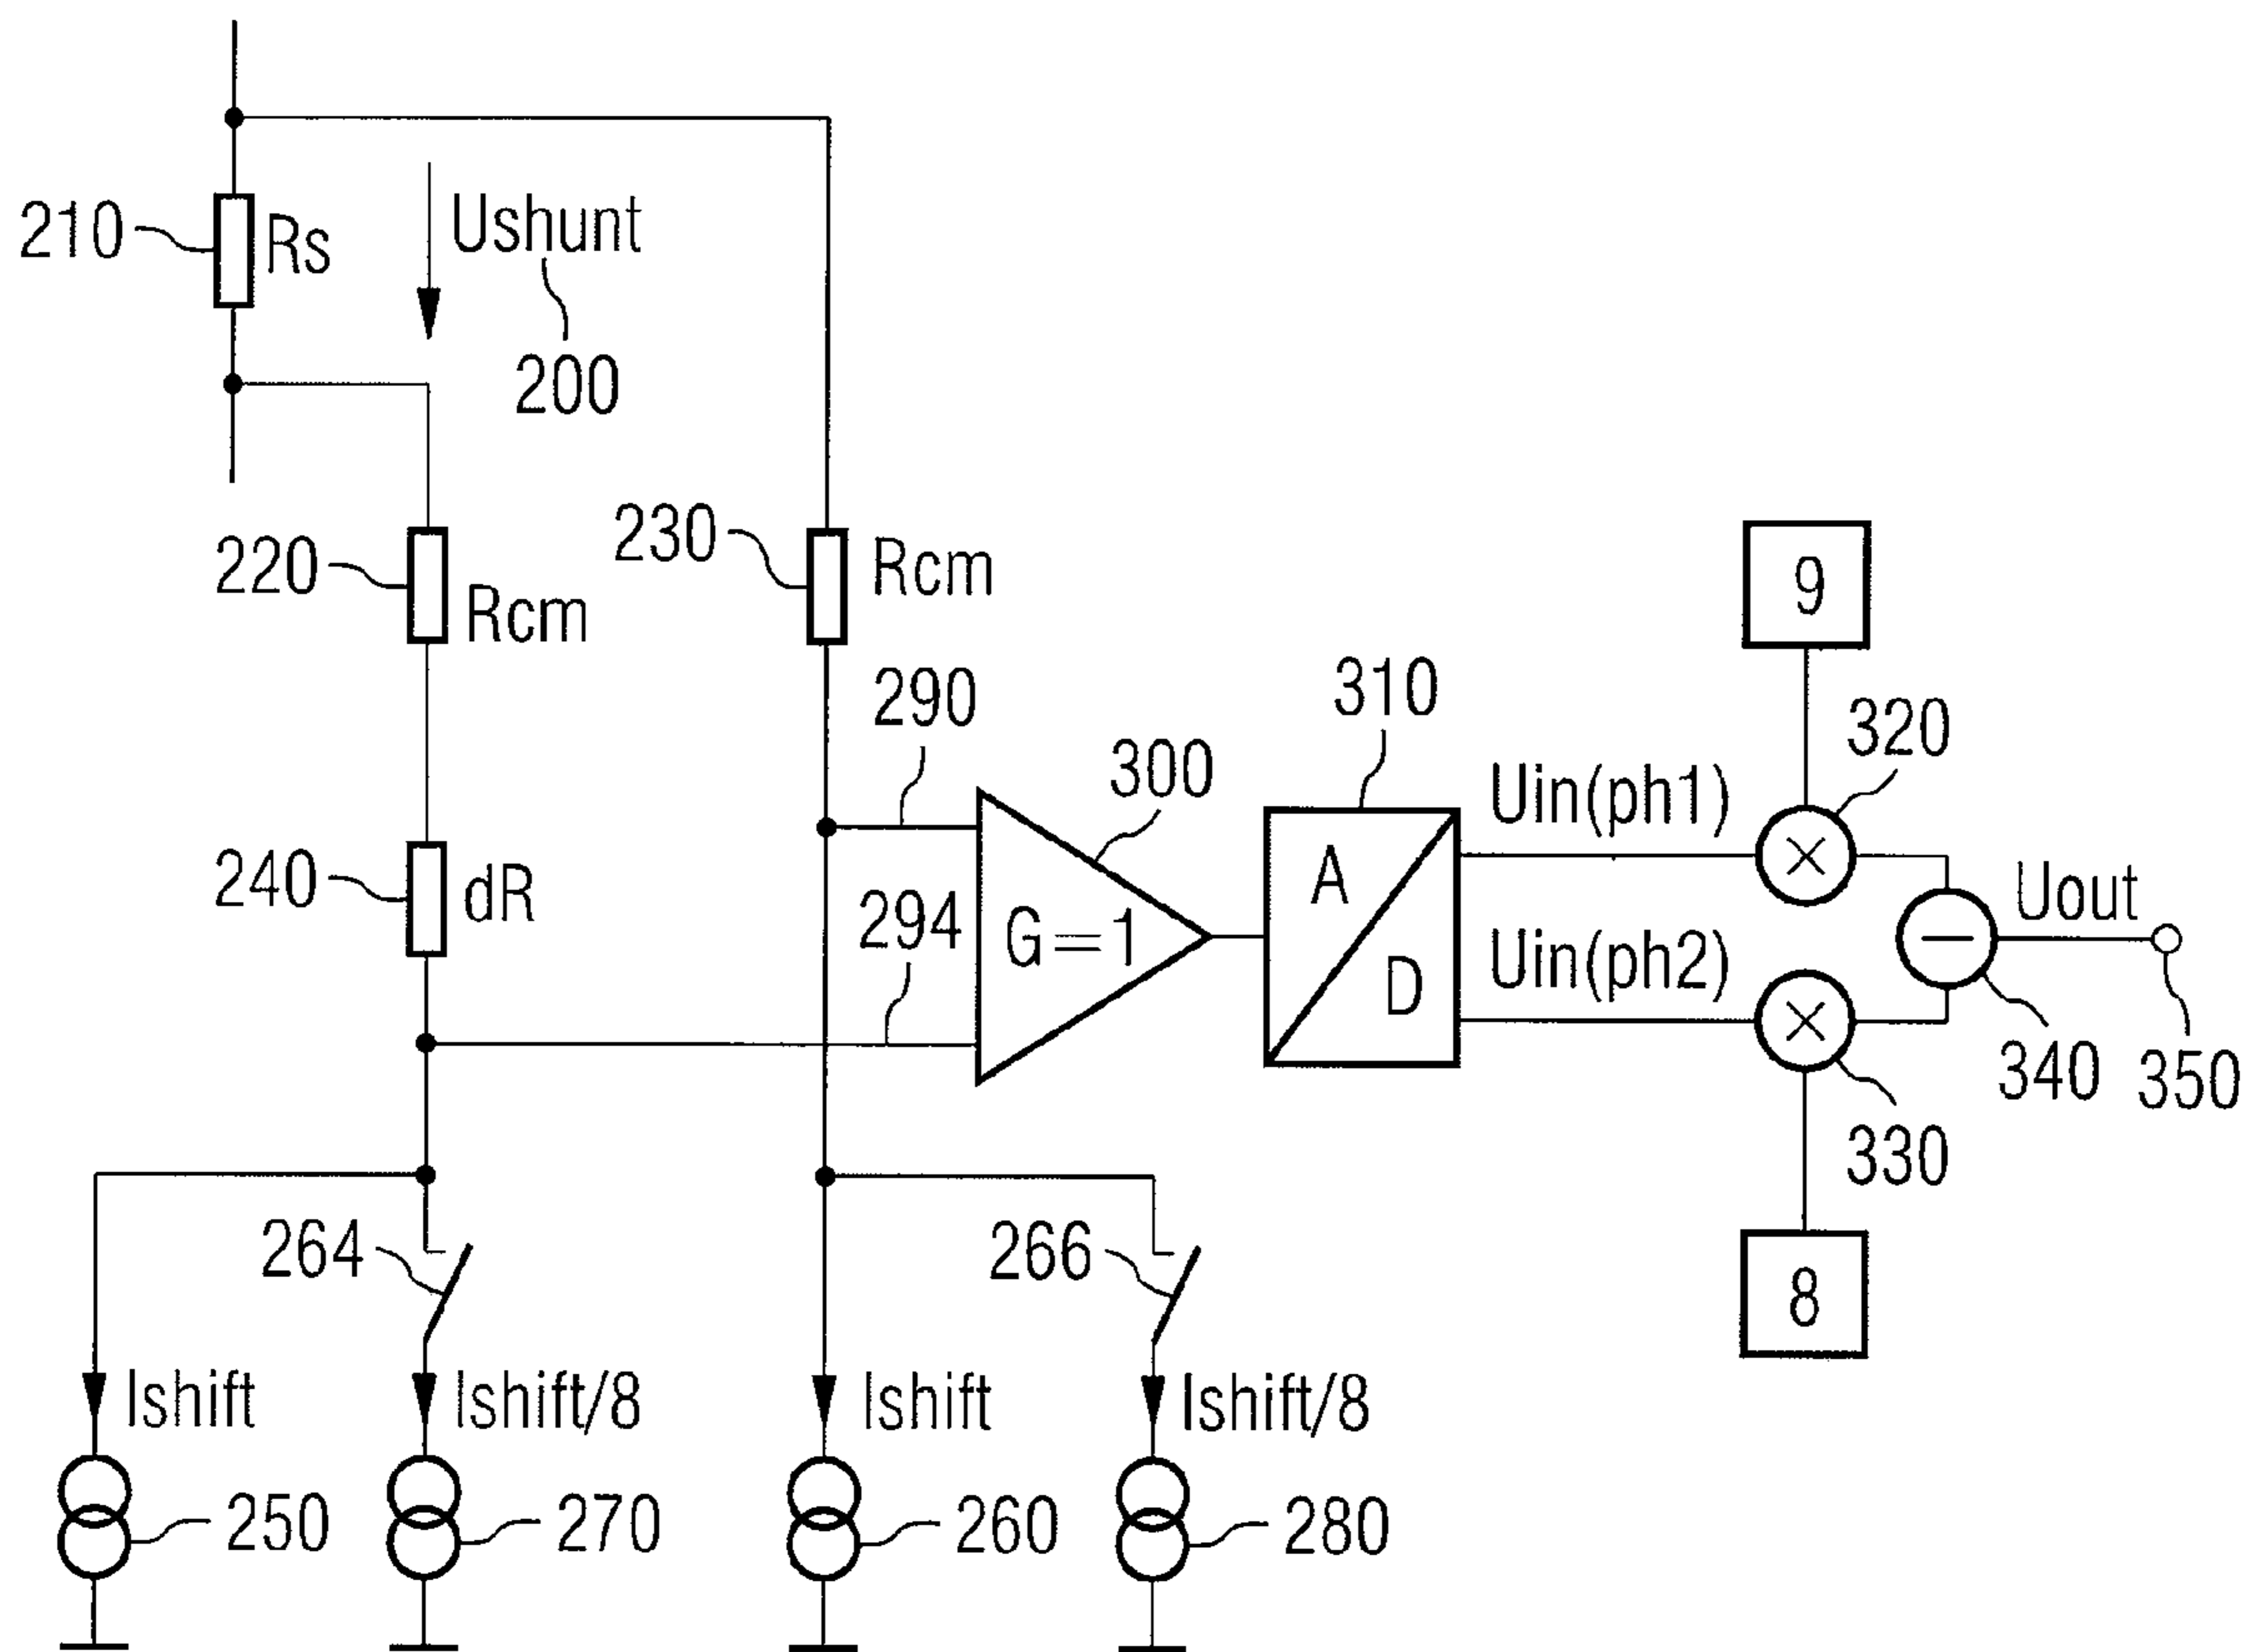 210
Rs
Ushunt
200
220
Rcm
230
Rcm
9
290
310
320
300
Uin(ph1)
240
dR
294
G=1
A
D
Uout
Uin(ph2)
340
350
330
264
266
8
Ishift
Ishift/8
Ishift
Ishift/8
250
270
260
280